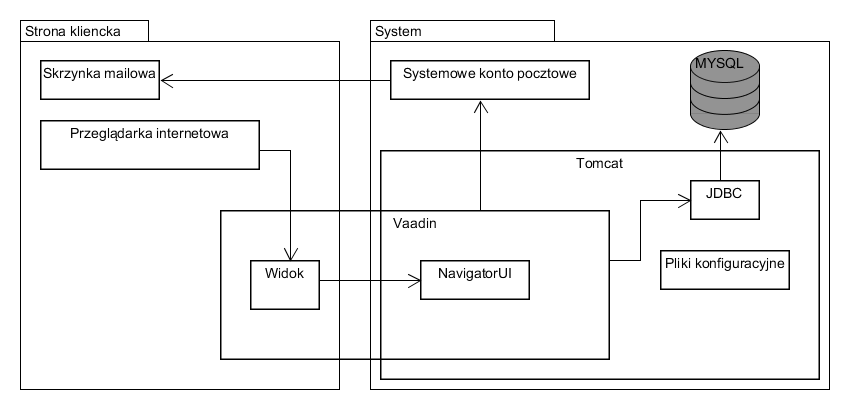 Strona kliencka
System
Skrzynka mailowa
Systemowe konto pocztowe
MYSQL
Przeglądarka internetowa
Tomcat
JDBC
Vaadin
Widok
NavigatorUI
Pliki konfiguracyjne